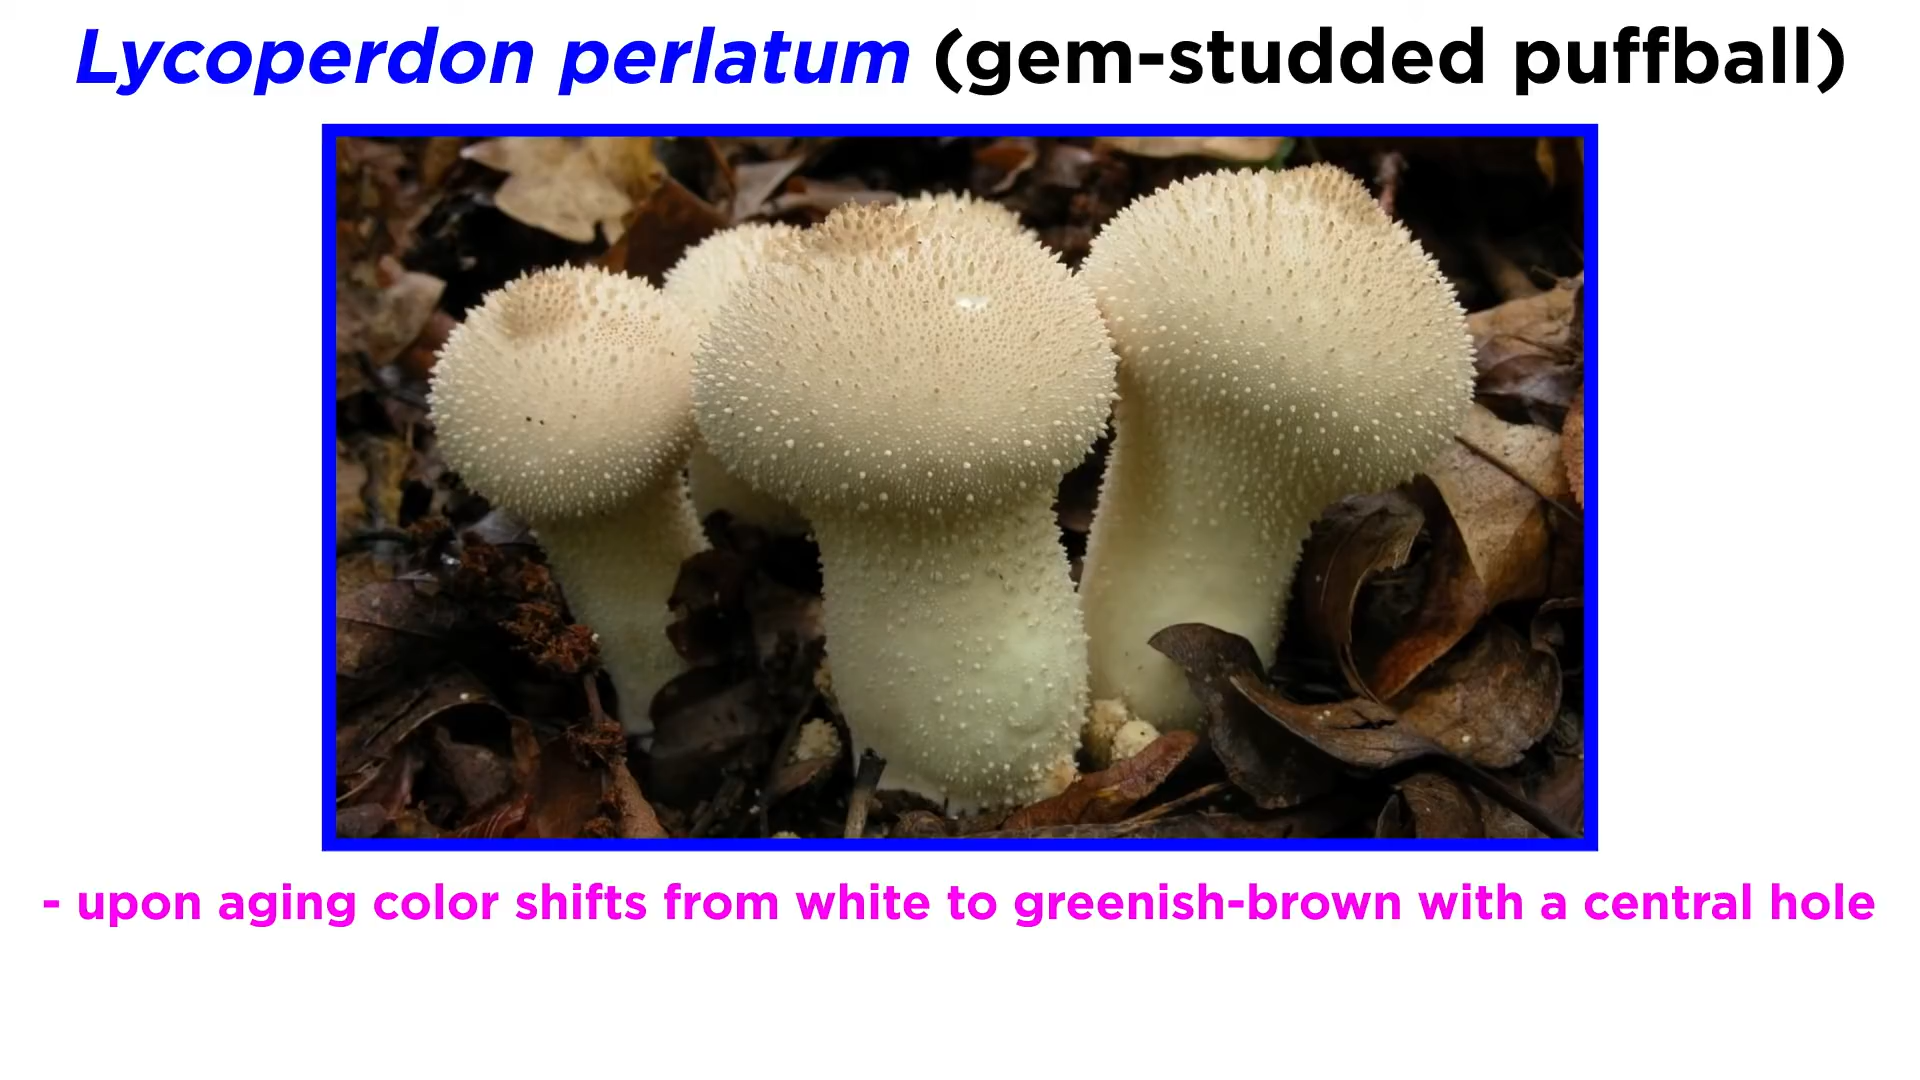 Lycoperdon perlatum (gem-studded puffball)
- upon aging color shifts from white to greenish-brown with a central hole